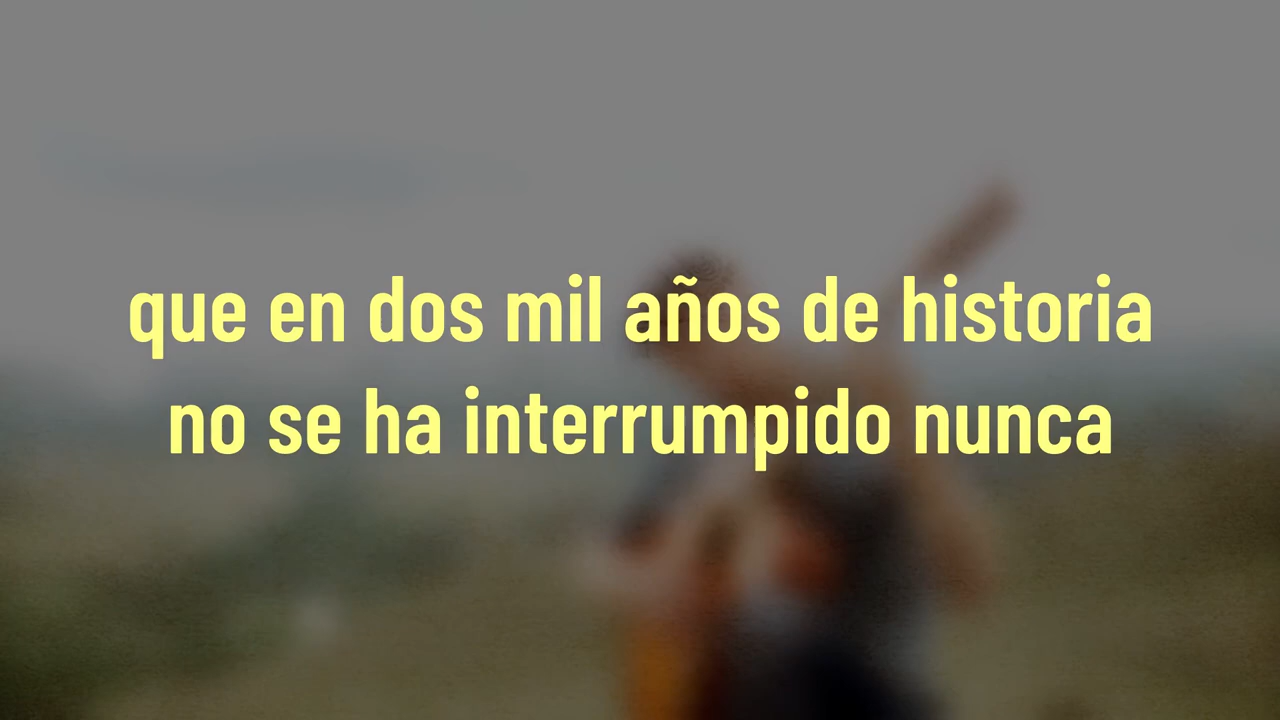 que en dos mil años de historia
no se ha interrumpido nunca